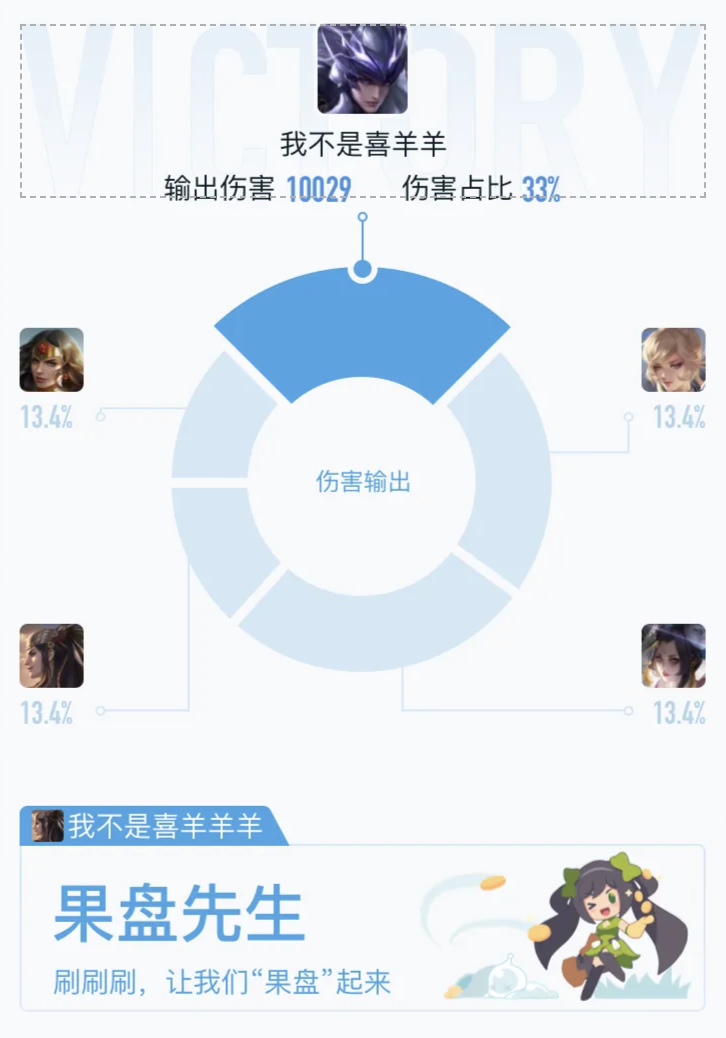 VICTORY
我不是喜羊羊
输出伤害 10029 伤害占比 33%
13.4%
13.4%
伤害输出
13.4%
13.4%
我不是喜羊羊羊
果盘先生
刷刷刷，让我们“果盘”起来